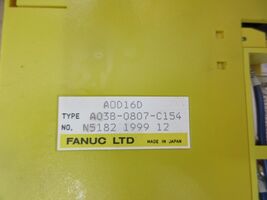 AOD16D
TYPE A03B-0807-C154
NO. N5182 1999 12
FANUC LTD MADE IN JAPAN